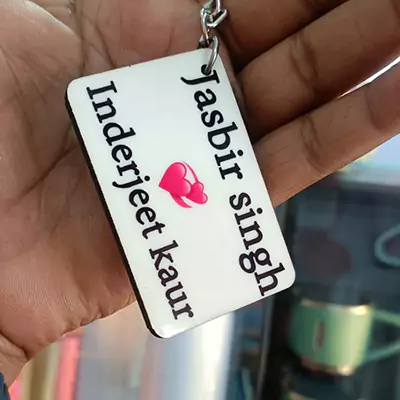 Jasbir singh
Inderjeet kaur